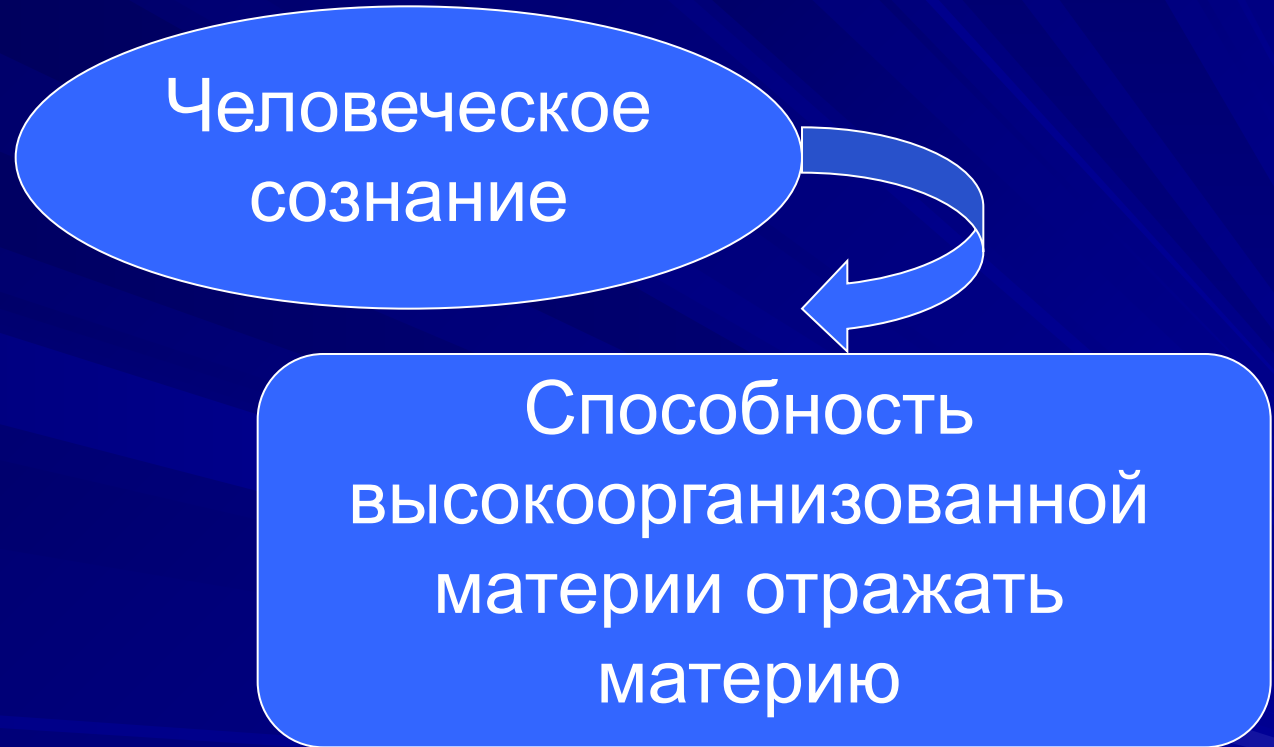 Человеческое
сознание
Способность
высокоорганизованной
материи отражать
материю